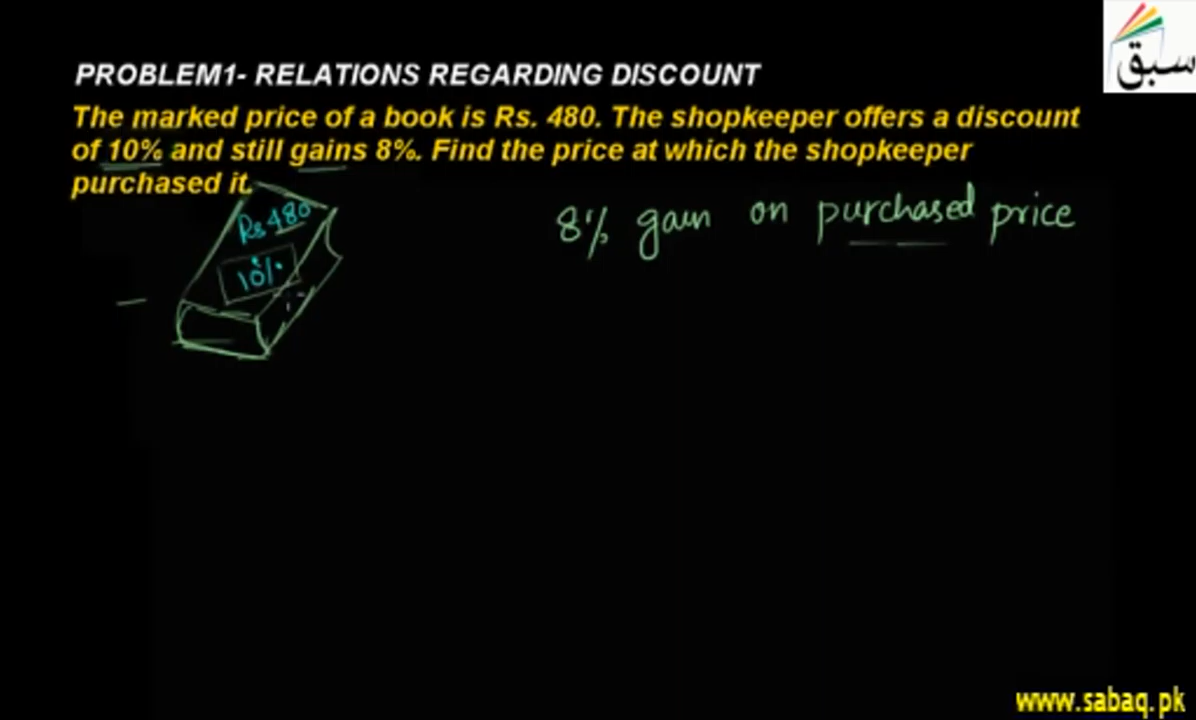 سبق
PROBLEM1- RELATIONS REGARDING DISCOUNT
The marked price of a book is Rs. 480. The shopkeeper offers a discount
of 10% and still gains 8%. Find the price at which the shopkeeper
purchased it.
Rs 480
10%
8% gain on purchased price
www.sabaq.pk